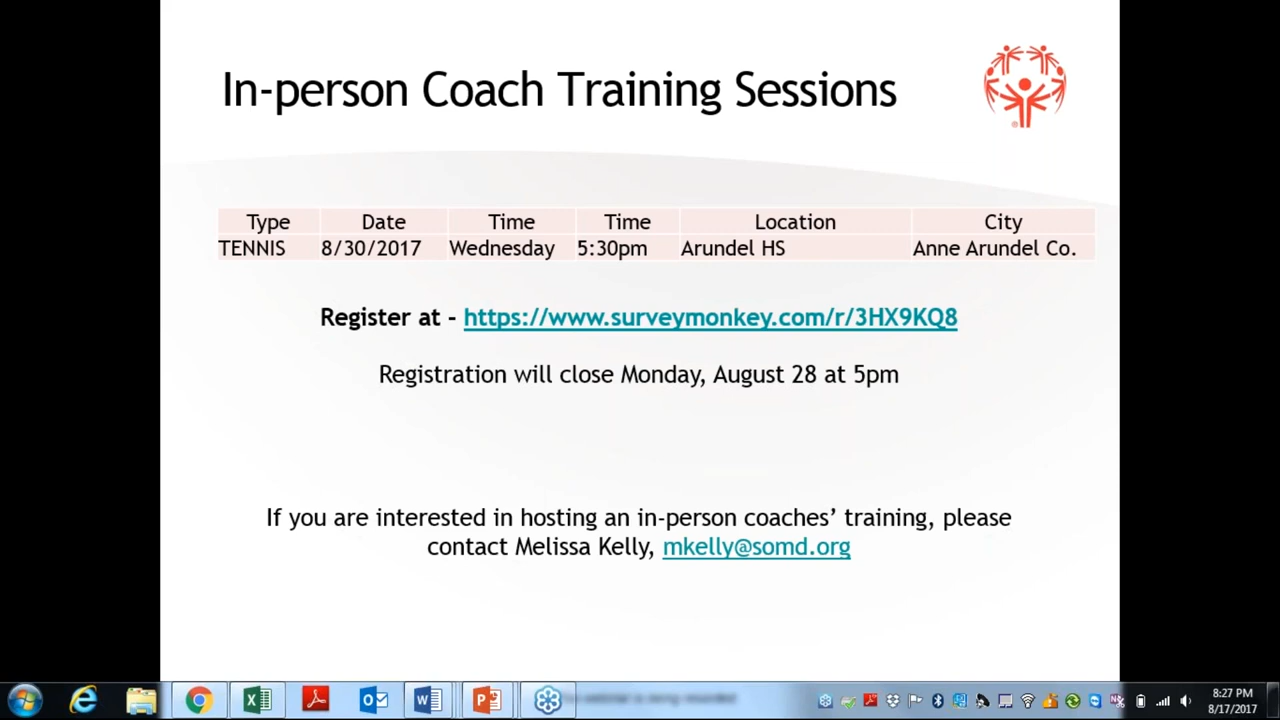 In-person Coach Training Sessions
Type Date Time Time Location City
TENNIS 8/30/2017 Wednesday 5:30pm Arundel HS Anne Arundel Co.
Register at - https://www.surveymonkey.com/r/3HX9KQ8
Registration will close Monday, August 28 at 5pm
If you are interested in hosting an in-person coaches’ training, please
contact Melissa Kelly, mkelly@somd.org
8:27 PM
8/17/2017